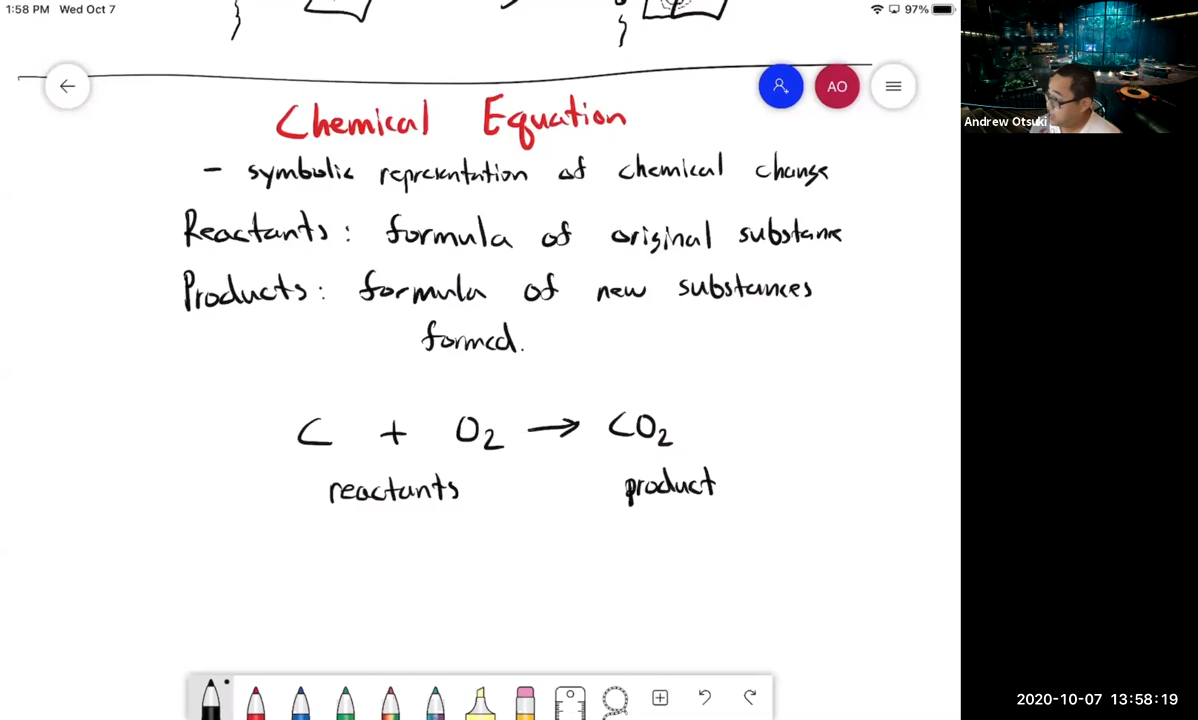 1:58 PM Wed Oct 7
97%
AO
Chemical Equation
- symbolic representation of chemical change
Reactants: formula of original substance
Products: formula of new substances
formed.
C + O2 → CO2
reactants product
Andrew Otsuki
2020-10-07 13:58:19